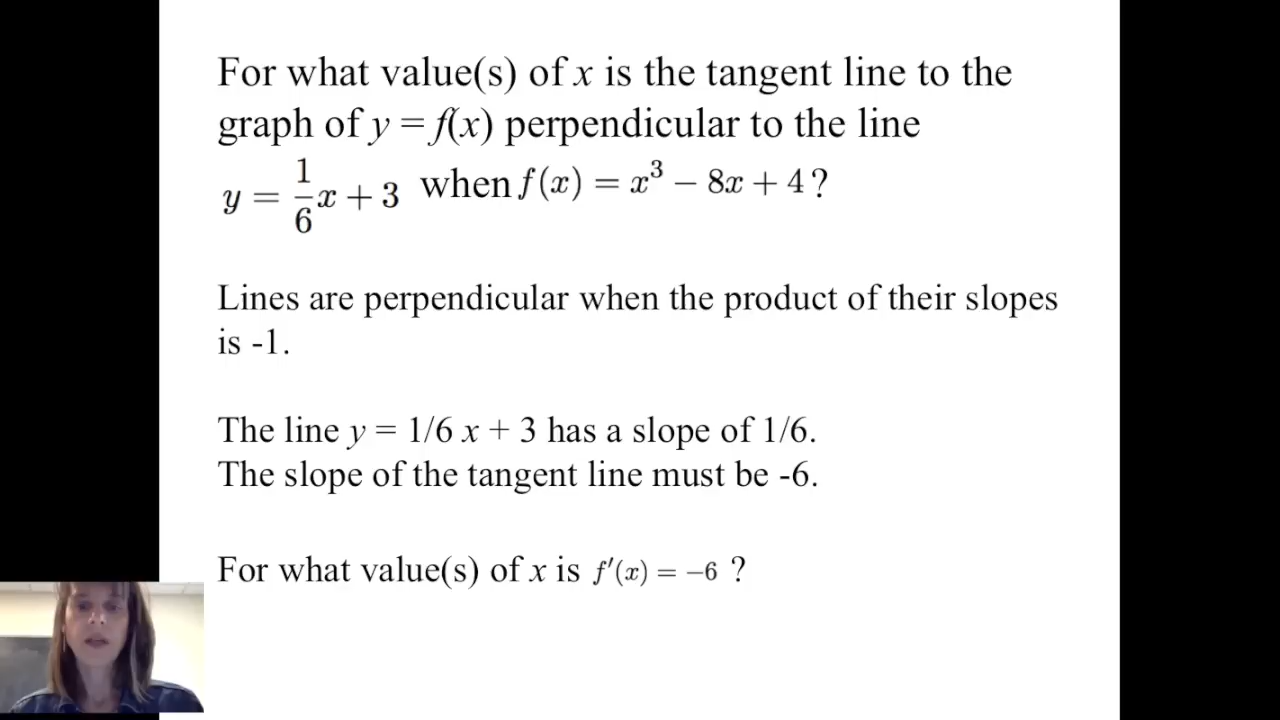 For what value(s) of x is the tangent line to the
graph of y = f(x) perpendicular to the line
y = 1/6 x + 3 when f(x) = x³ − 8x + 4?
Lines are perpendicular when the product of their slopes
is -1.
The line y = 1/6 x + 3 has a slope of 1/6.
The slope of the tangent line must be -6.
For what value(s) of x is f′(x) = −6 ?